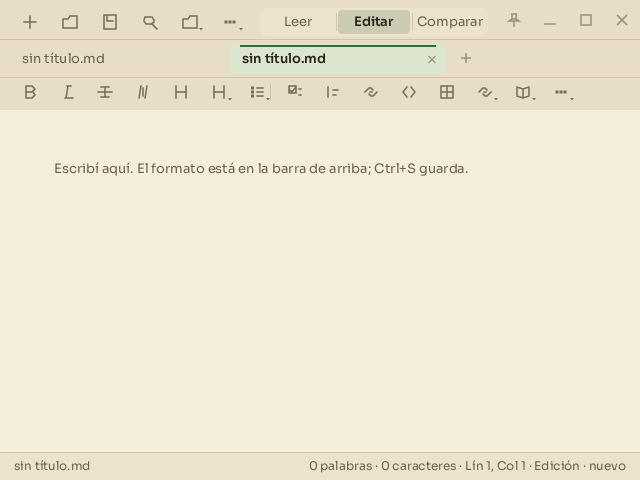 Leer Editar Comparar
sin título.md sin título.md
Escribí aquí. El formato está en la barra de arriba; Ctrl+S guarda.
sin título.md 0 palabras · 0 caracteres · Lín 1, Col 1 · Edición · nuevo